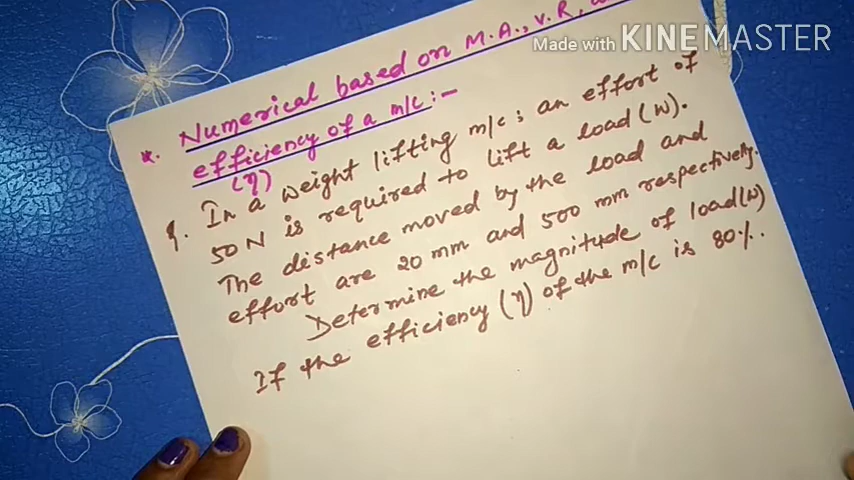 Made with KINEMASTER
*. Numerical based on M.A., V.R,
efficiency of a m/c :-
(η)
q. In a weight lifting m/c; an effort of
50 N is required to lift a load (W).
The distance moved by the load and
effort are 20 mm and 500 mm respectively.
Determine the magnitude of load (W)
If the efficiency (η) of the m/c is 80%.